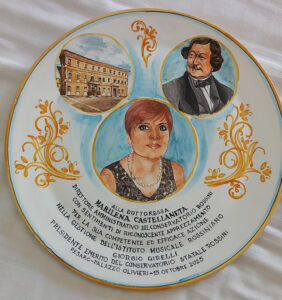 ALLA DOTTORESSA
MARILENA CASTELLANETA
DIRETTORE AMMINISTRATIVO DEL CONSERVATORIO ROSSINI
CON SENTIMENTI DI RICONOSCENTE APPREZZAMENTO
PER LA SUA COMPETENTE ED EFFICACE AZIONE
NELLA GESTIONE DELL'ISTITUTO MUSICALE ROSSINIANO
GIORGIO GIRELLI
PRESIDENTE EMERITO DEL CONSERVATORIO STATALE ROSSINI
PESARO-PALAZZO OLIVIERI-15 OTTOBRE 2025